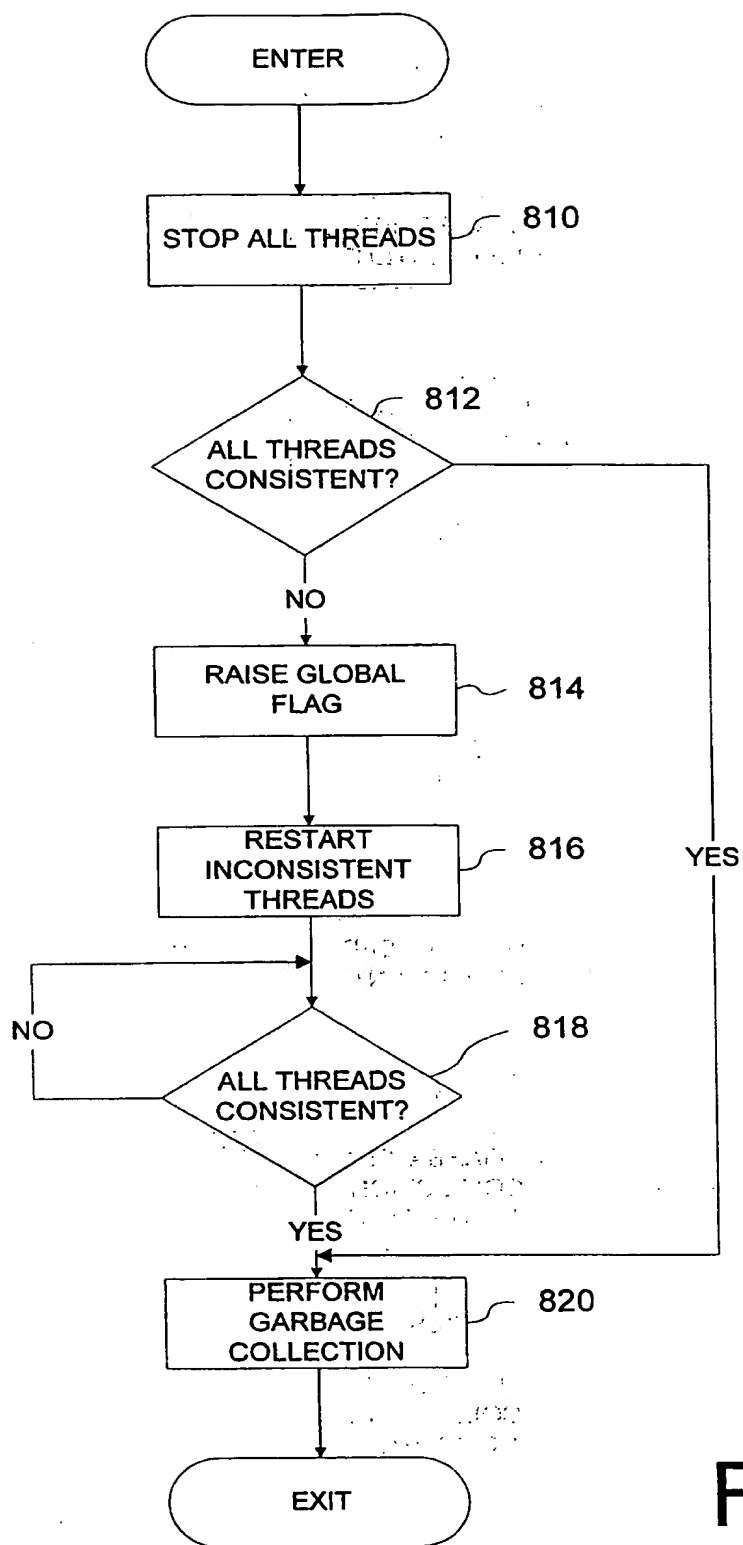 ENTER
STOP ALL THREADS
810
812
ALL THREADS
CONSISTENT?
NO
RAISE GLOBAL
FLAG
814
RESTART
INCONSISTENT
THREADS
816
YES
NO
818
ALL THREADS
CONSISTENT?
YES
PERFORM
GARBAGE
COLLECTION
820
EXIT
F